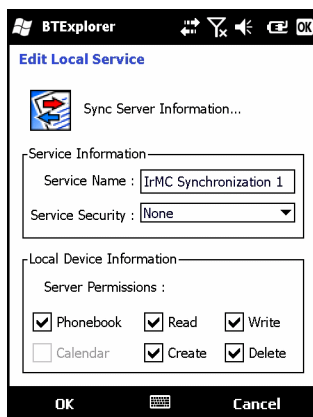 BTExplorer OK
Edit Local Service
Sync Server Information...
Service Information
Service Name : IrMC Synchronization 1
Service Security : None
Local Device Information
Server Permissions :
Phonebook Read Write
Calendar Create Delete
OK Cancel